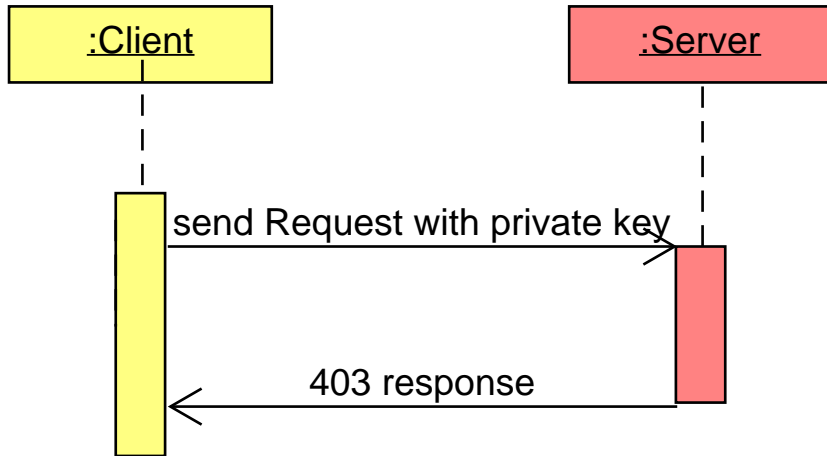 :Client
:Server
send Request with private key
403 response